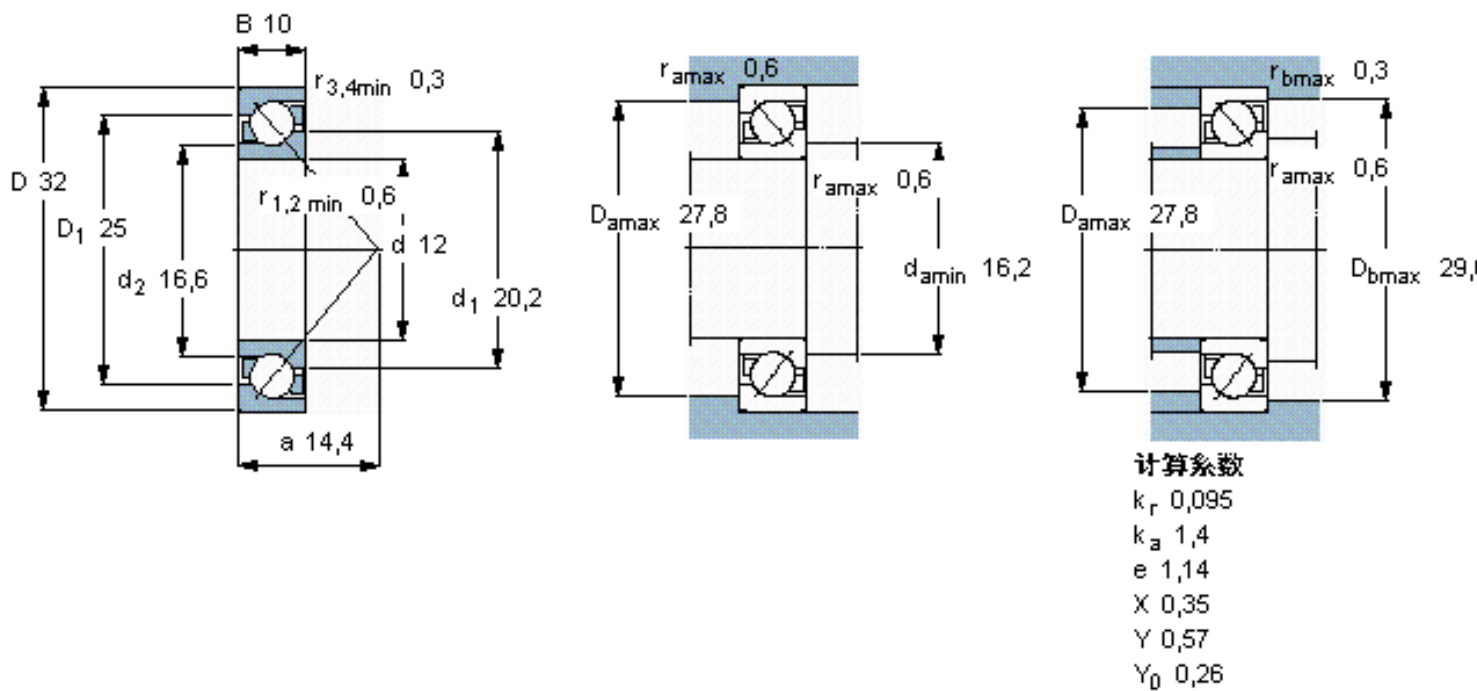 B 10
r3,4min 0,3
D 32
D1 25
r1,2 min 0,6
d2 16,6
d 12
d1 20,2
a 14,4
ramax 0,6
ramax 0,6
Damax 27,8
damin 16,2
rbmax 0,3
ramax 0,6
Damax 27,8
Dbmax
计算系数
kr 0,095
ka 1,4
e 1,14
X 0,35
Y 0,57
Y0 0,26